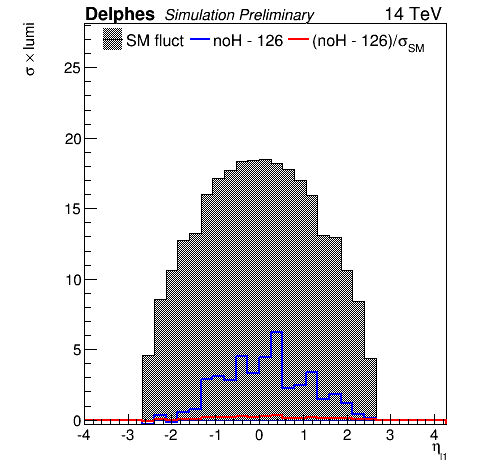 Delphes Simulation Preliminary 14 TeV
σ × lumi
SM fluct noH - 126 (noH - 126)/σSM
25
20
15
10
5
0
-4 -3 -2 -1 0 1 2 3 4
ηl1